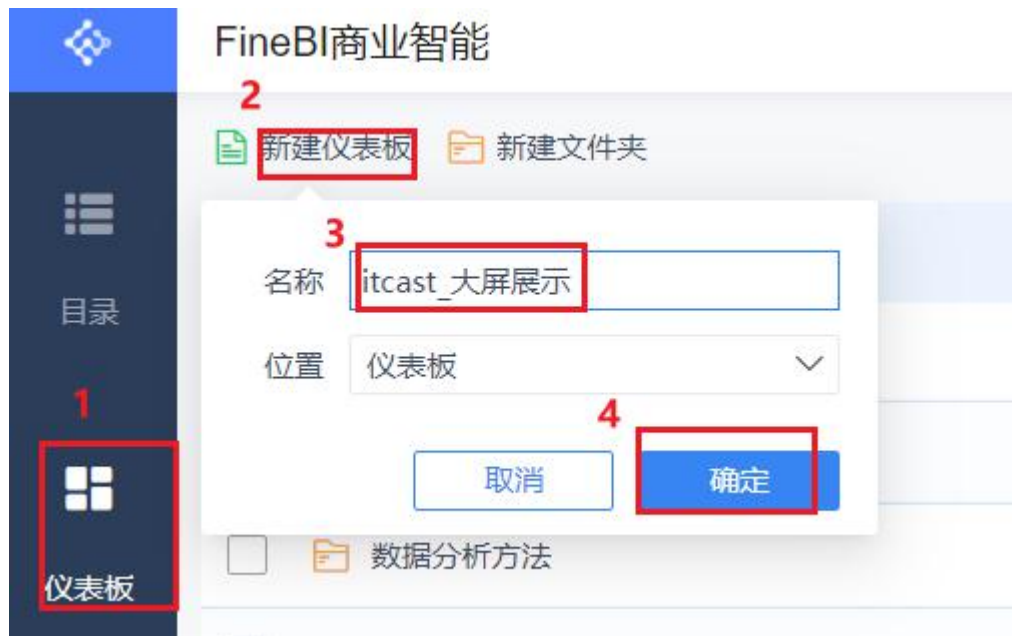 FineBI商业智能
2
新建仪表板 新建文件夹
3
名称 itcast_大屏展示
目录
位置 仪表板
1
4
取消 确定
数据分析方法
仪表板